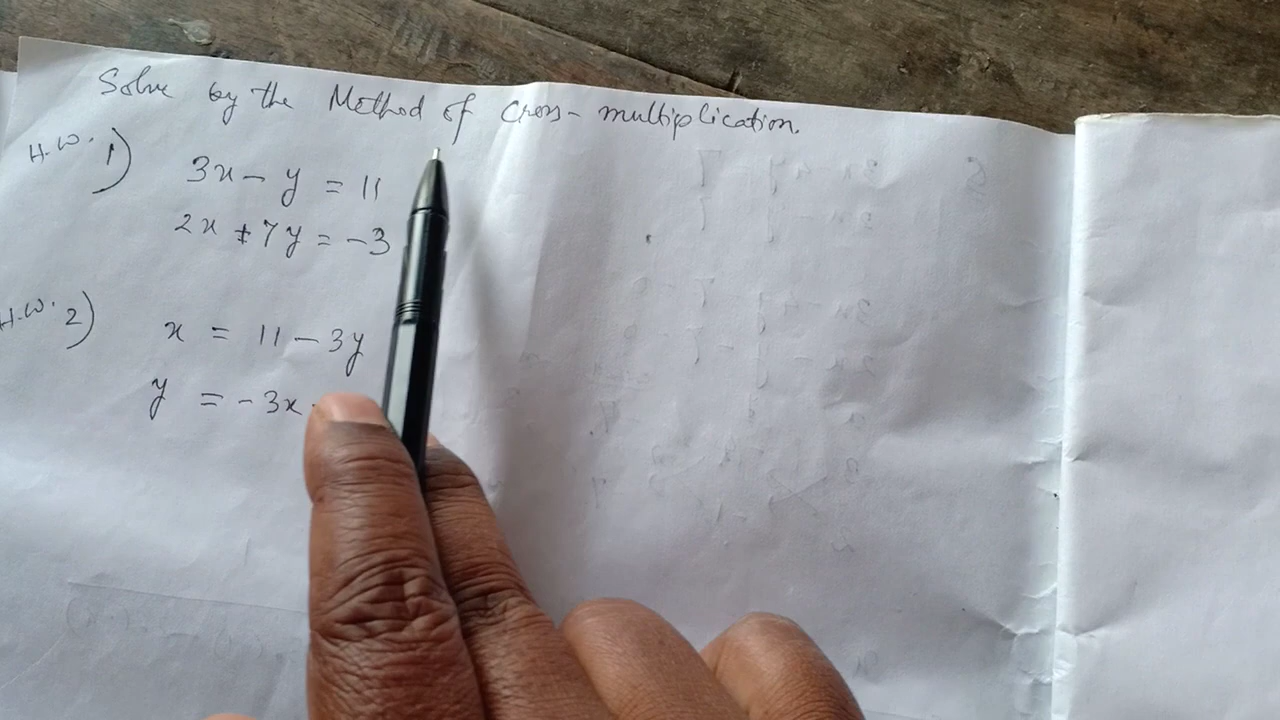 Solve by the Method of Cross-multiplication.
H.W. 1) 3x - y = 11
2x + 7y = -3
H.W. 2) x = 11 - 3y
y = -3x